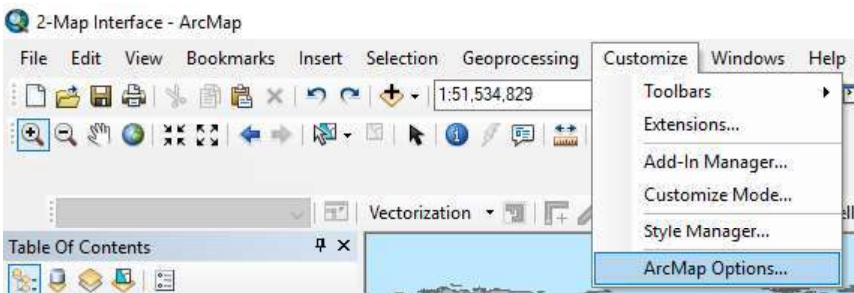 2-Map Interface - ArcMap
File Edit View Bookmarks Insert Selection Geoprocessing Customize Windows Help
1:51,534,829
Toolbars
Extensions...
Add-In Manager...
Customize Mode...
Vectorization
Style Manager...
Table Of Contents
ArcMap Options...